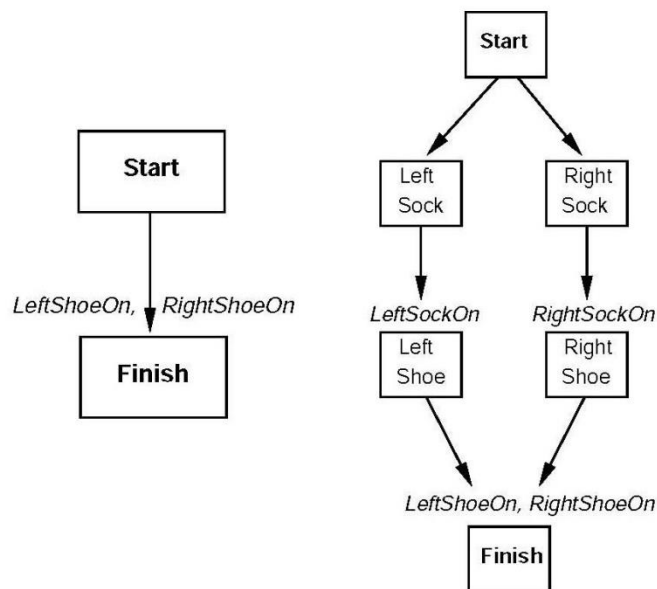 Start
LeftShoeOn, RightShoeOn
Finish
Start
Left
Sock
Right
Sock
LeftSockOn
RightSockOn
Left
Shoe
Right
Shoe
LeftShoeOn, RightShoeOn
Finish